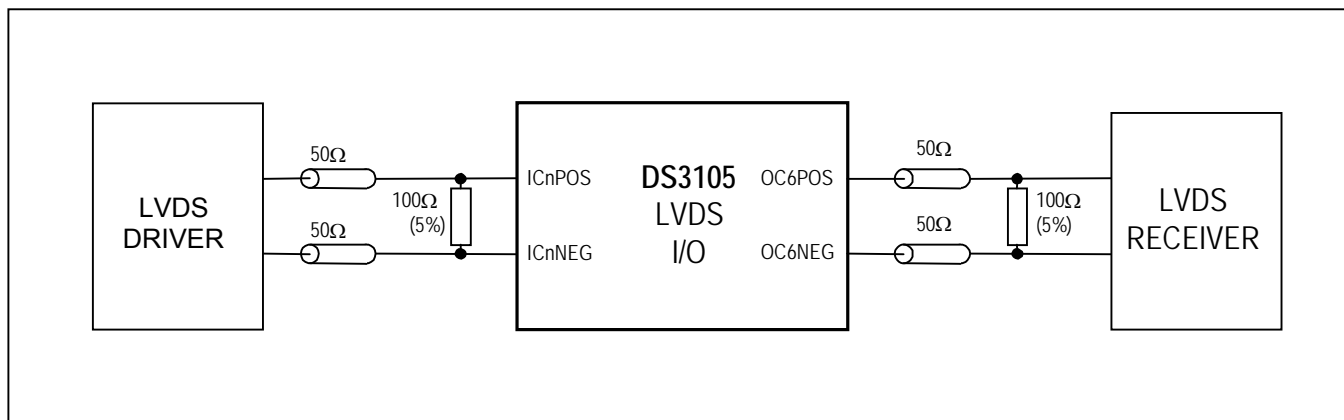 LVDS
DRIVER
50Ω
50Ω
100Ω
(5%)
ICnPOS
ICnNEG
DS3105
LVDS
I/O
OC6POS
OC6NEG
50Ω
50Ω
100Ω
(5%)
LVDS
RECEIVER